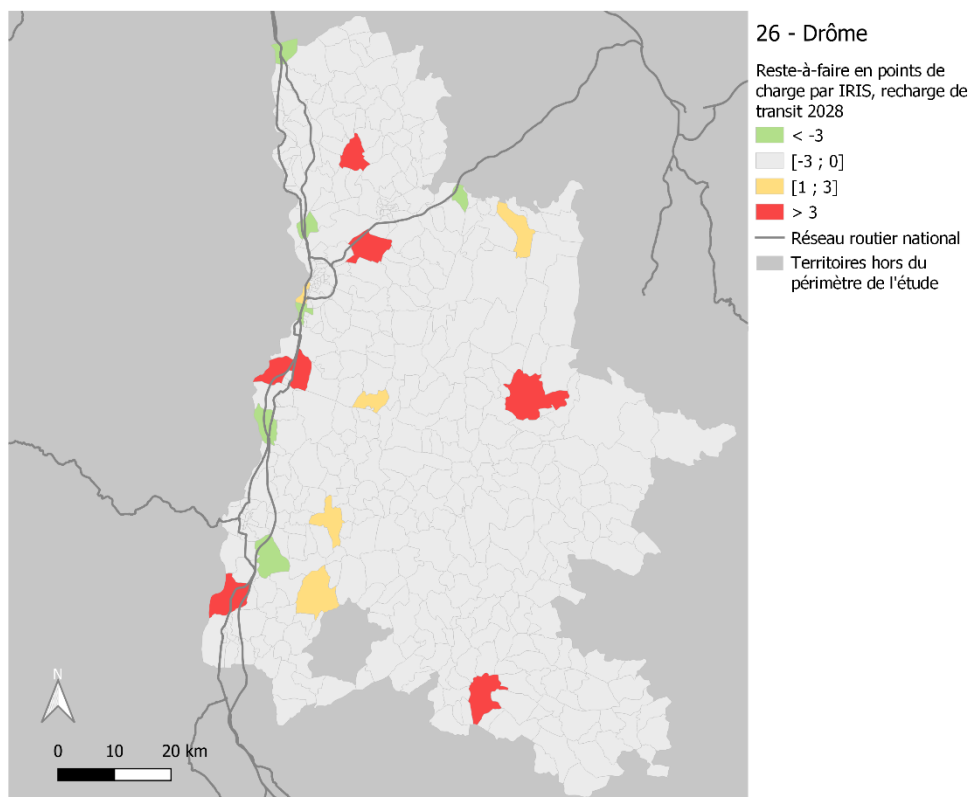 26 - Drôme
Reste-à-faire en points de
charge par IRIS, recharge de
transit 2028
< -3
[-3 ; 0]
[1 ; 3]
> 3
Réseau routier national
Territoires hors du
périmètre de l'étude
N
0 10 20 km